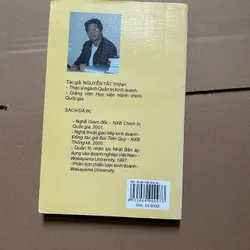 Tác giả: NGUYỄN TẤT THỊNH
- Thạc sĩ ngành Quản trị Kinh doanh.
- Giảng viên Học viện Hành chính
Quốc gia.
SÁCH ĐÃ IN:
- Nghề Giám đốc - NXB Chính trị
Quốc gia, 2001.
- Nghệ thuật giao tiếp kinh doanh -
Đồng tác giả Bùi Tiến Quý - NXB
Thống kê, 2000.
- Quản trị nhân lực Nhật Bản áp
dụng vào doanh nghiệp Việt Nam -
Wakayama University, 1997.
- Phân tích chiến lược kinh doanh -
Wakayama University.